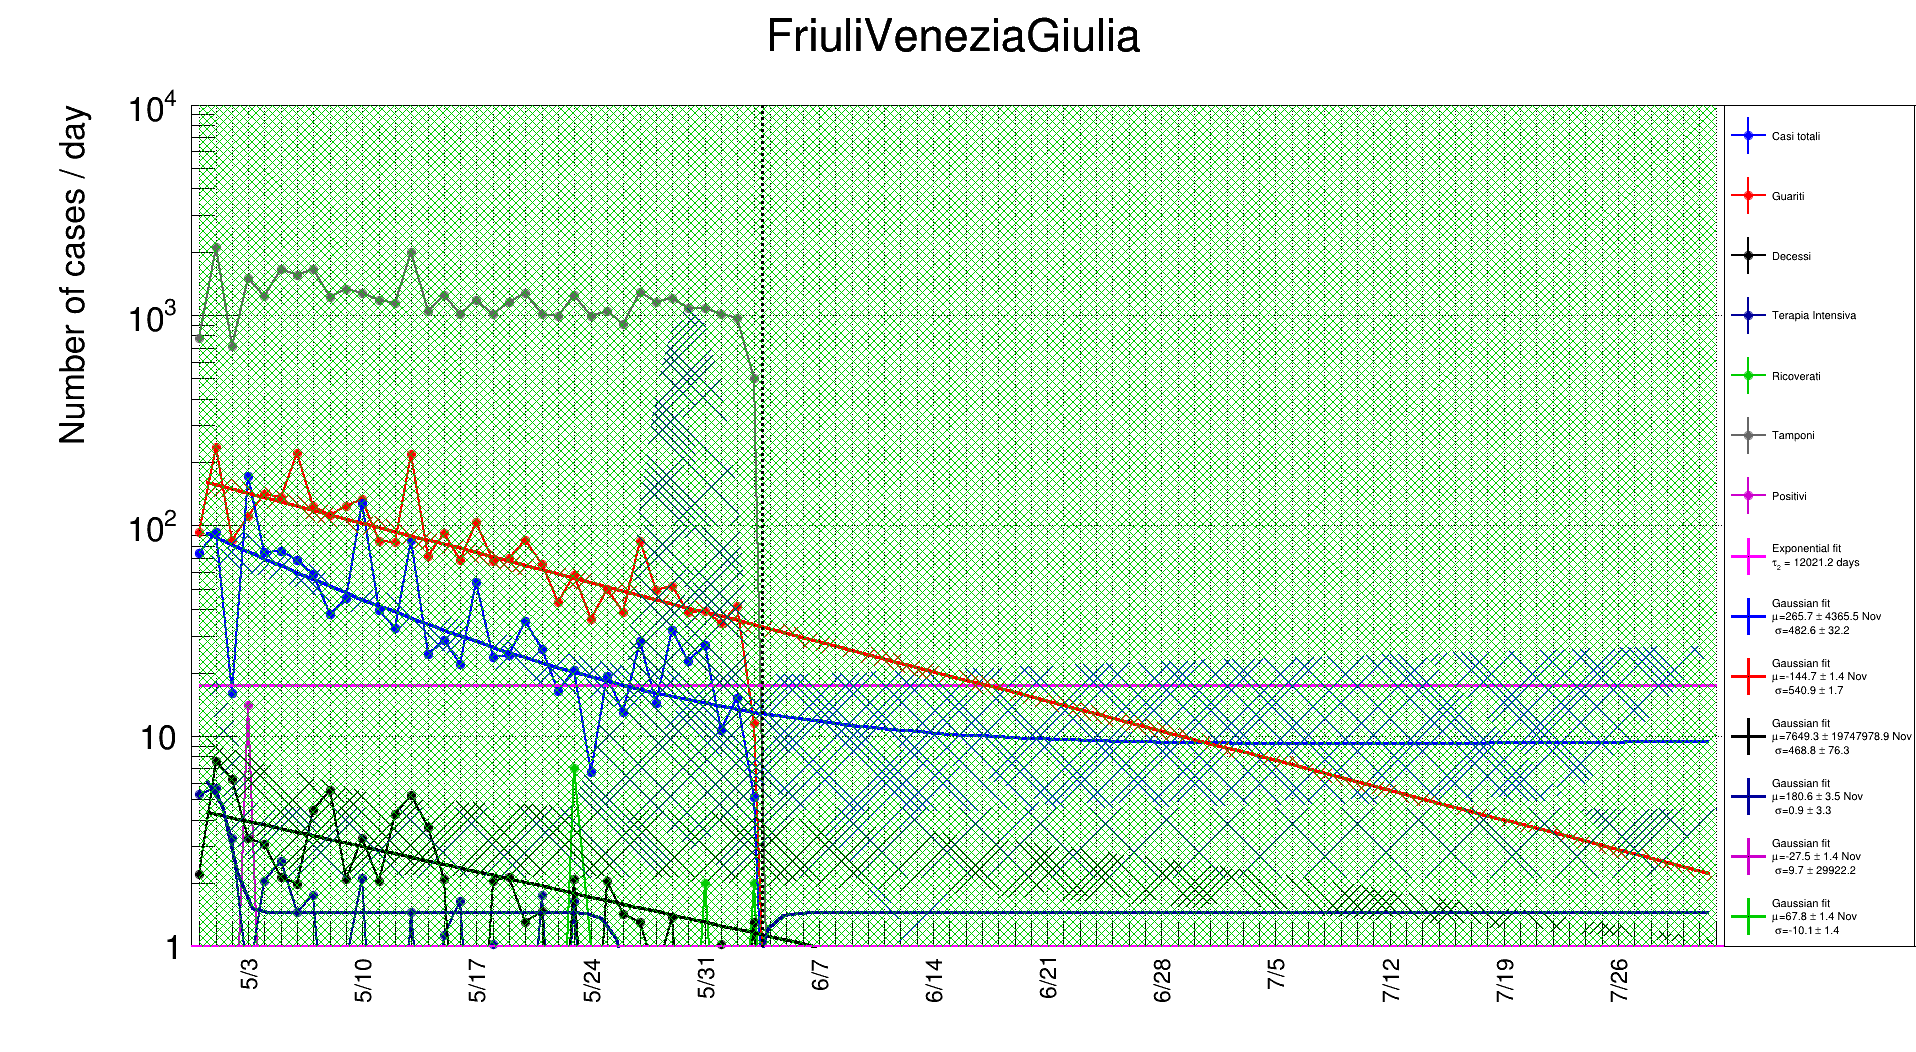 FriuliVeneziaGiulia
Number of cases / day
10⁴
10³
10²
10
1
5/3
5/10
5/17
5/24
5/31
6/7
6/14
6/21
6/28
7/5
7/12
7/19
7/26
Casi totali
Guariti
Decessi
Terapia Intensiva
Ricoverati
Tamponi
Positivi
Exponential fit
τ₂ = 12021.2 days
Gaussian fit
μ=265.7 ± 4365.5 Nov
σ=482.6 ± 32.2
Gaussian fit
μ=-144.7 ± 1.4 Nov
σ=540.9 ± 1.7
Gaussian fit
μ=7649.3 ± 19747978.9 Nov
σ=468.8 ± 76.3
Gaussian fit
μ=180.6 ± 3.5 Nov
σ=0.9 ± 3.3
Gaussian fit
μ=-27.5 ± 1.4 Nov
σ=9.7 ± 29922.2
Gaussian fit
μ=67.8 ± 1.4 Nov
σ=-10.1 ± 1.4